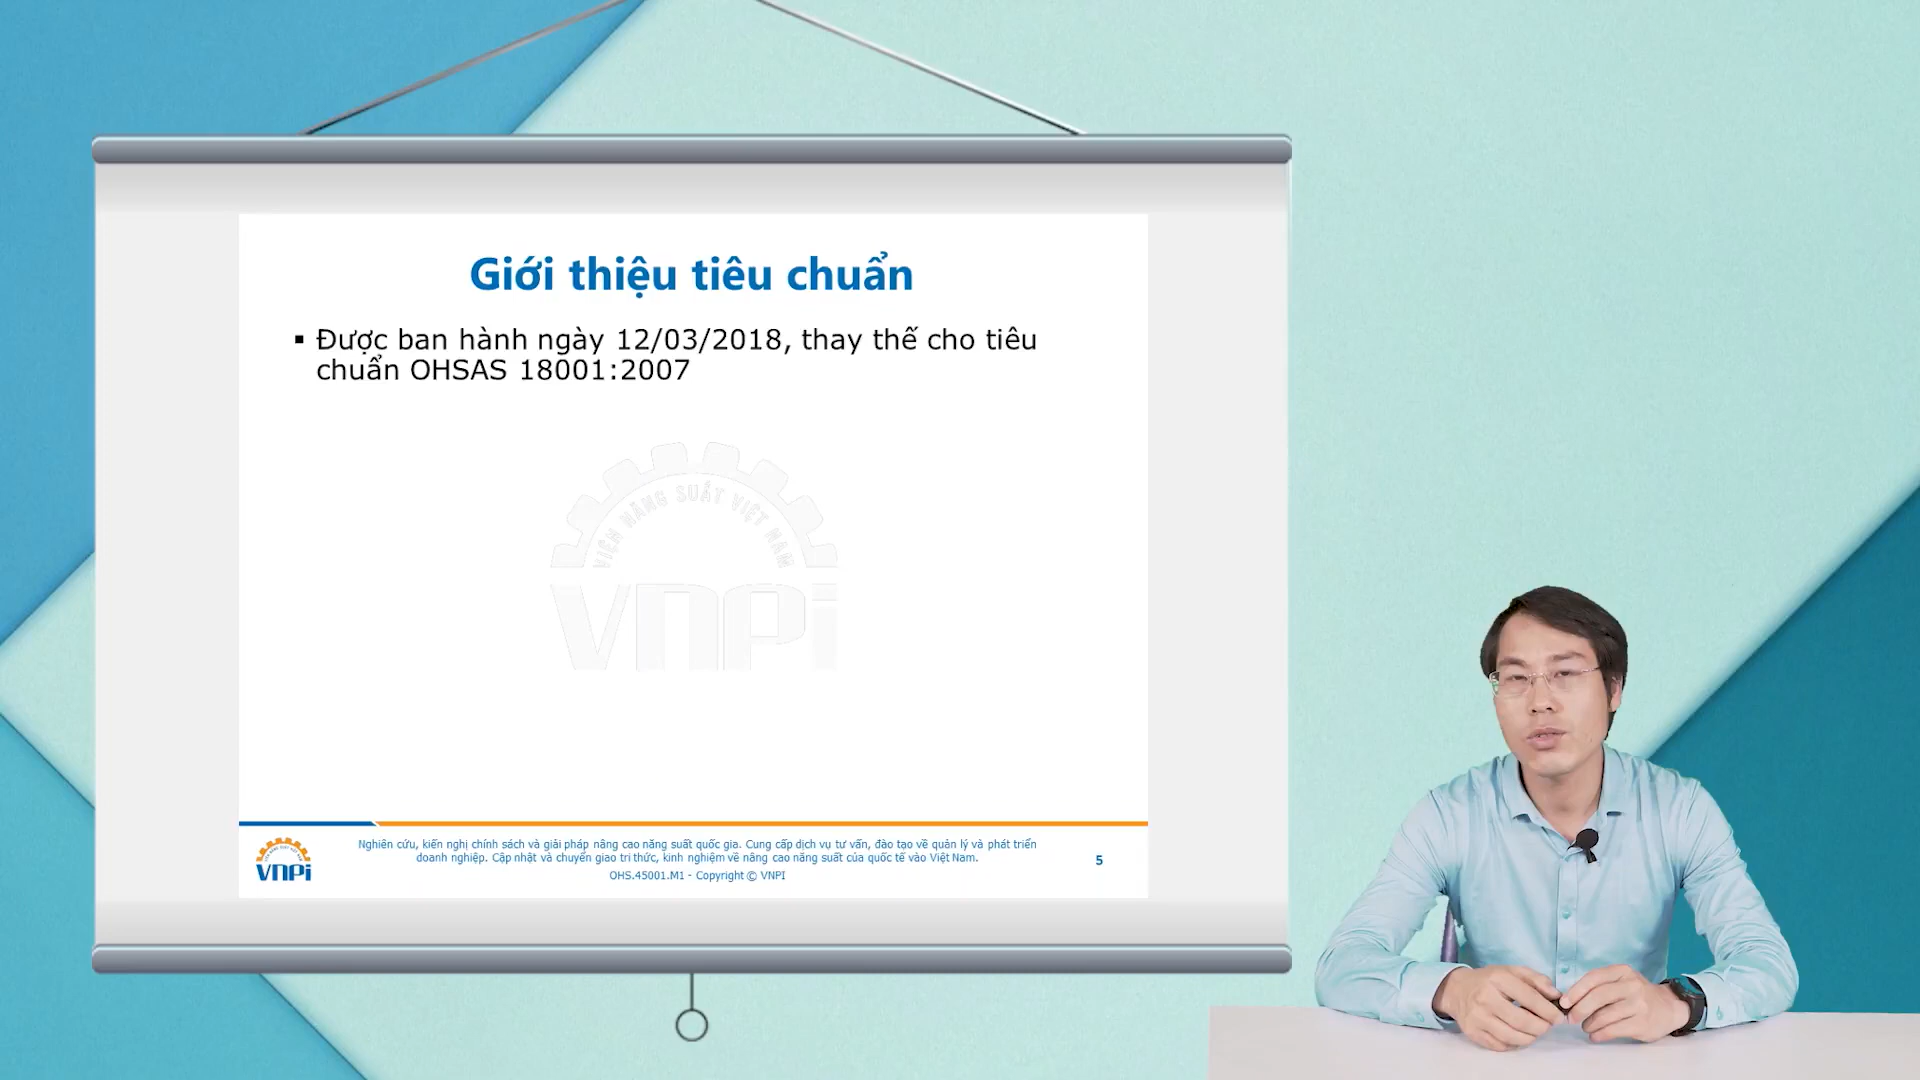 Giới thiệu tiêu chuẩn
▪ Được ban hành ngày 12/03/2018, thay thế cho tiêu
chuẩn OHSAS 18001:2007
VIỆN NĂNG SUẤT VIỆT NAM
VNPi
Nghiên cứu, kiến nghị chính sách và giải pháp nâng cao năng suất quốc gia. Cung cấp dịch vụ tư vấn, đào tạo về quản lý và phát triển
doanh nghiệp. Cập nhật và chuyển giao tri thức, kinh nghiệm về nâng cao năng suất của quốc tế vào Việt Nam.
OHS.45001.M1 - Copyright © VNPI
VNPi
5